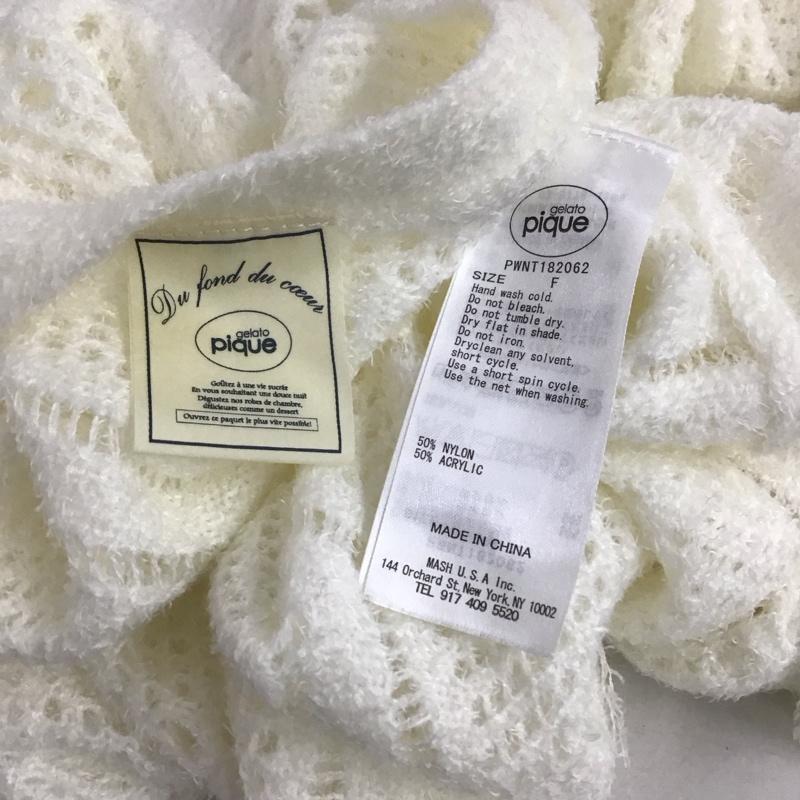 Du fond du cœur
gelato
pique
Goûtez à une vie sucrée
En vous souhaitant une douce nuit
Dégustez nos robes de chambre,
délicieuses comme un dessert
Ouvrez ce paquet le plus vite possible!
gelato
pique
PWNT182062
SIZE F
Hand wash cold.
Do not bleach.
Do not tumble dry.
Dry flat in shade.
Do not iron.
Dryclean any solvent,
short cycle.
Use a short spin cycle.
Use the net when washing.
50% NYLON
50% ACRYLIC
MADE IN CHINA
MASH U.S.A Inc.
144 Orchard St, New York, NY 10002
TEL 917 409 5520